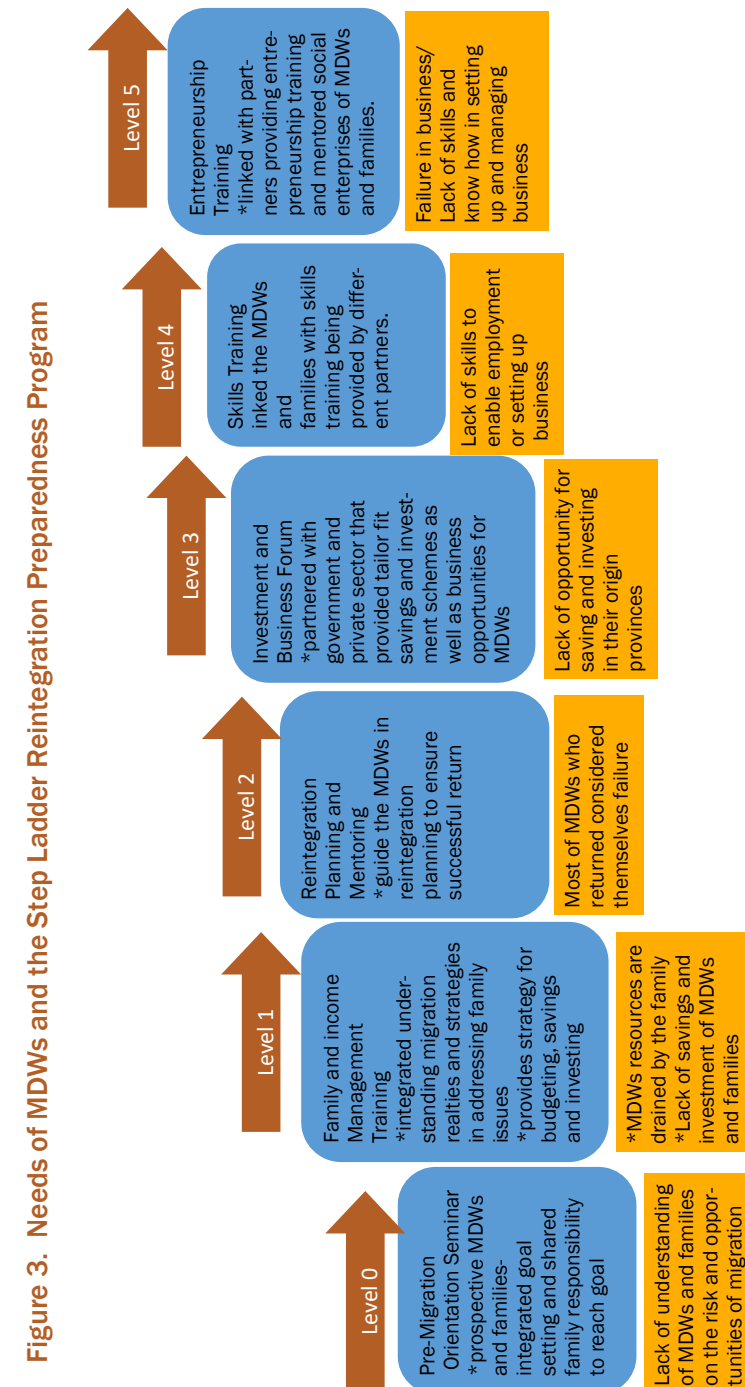 Figure 3. Needs of MDWs and the Step Ladder Reintegration Preparedness Program
Level 0
Pre-Migration
Orientation Seminar
*prospective MDWs
and families-
integrated goal
setting and shared
family responsibility
to reach goal
Lack of understanding
of MDWs and families
on the risk and oppor-
tunities of migration
Level 1
Family and income
Management
Training
*integrated under-
standing migration
realties and strategies
in addressing family
issues
*provides strategy for
budgeting, savings
and investing
*MDWs resources are
drained by the family
*Lack of savings and
investment of MDWs
and families
Level 2
Reintegration
Planning and
Mentoring
*guide the MDWs in
reintegration
planning to ensure
successful return
Most of MDWs who
returned considered
themselves failure
Level 3
Investment and
Business Forum
*partnered with
government and
private sector that
provided tailor fit
savings and invest-
ment schemes as
well as business
opportunities for
MDWs
Lack of opportunity for
saving and investing
in their origin
provinces
Level 4
Skills Training
inked the MDWs
and
families with skills
training being
provided by differ-
ent partners.
Lack of skills to
enable employment
or setting up
business
Level 5
Entrepreneurship
Training
*linked with part-
ners providing entre-
preneurship training
and mentored social
enterprises of MDWs
and families.
Failure in business/
Lack of skills and
know how in setting
up and managing
business